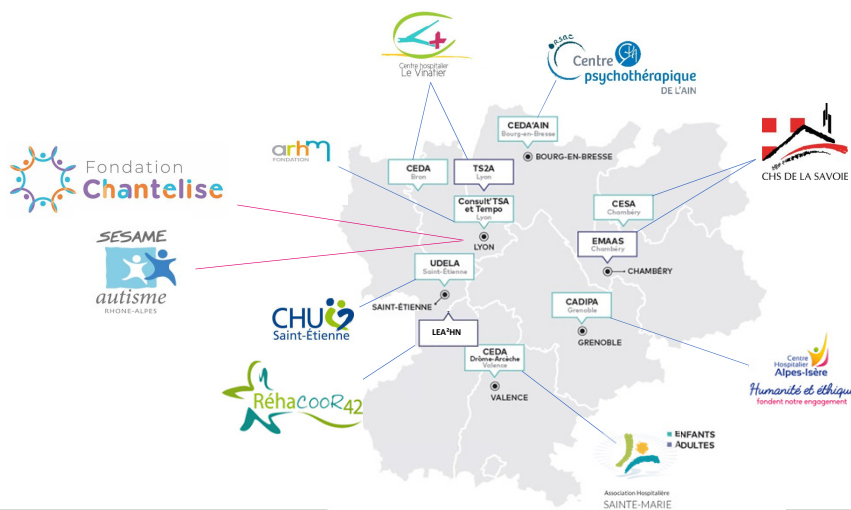 Centre hospitalier
Le Vinatier
ORSAC
Centre
psychothérapique
DE L'AIN
CEDA'AIN
Bourg-en-Bresse
BOURG-EN-BRESSE
Fondation
Chantelise
arhm
FONDATION
CEDA
Bron
TS2A
Lyon
CHS DE LA SAVOIE
Consult'TSA
et Tempo
Lyon
LYON
CESA
Chambéry
EMAAS
Chambéry
CHAMBÉRY
SESAME
autisme
RHONE-ALPES
UDELA
Saint-Étienne
SAINT-ÉTIENNE
CHU
Saint-Étienne
LEA²HN
CADIPA
Grenoble
GRENOBLE
CEDA
Drôme-Ardèche
Valence
VALENCE
Centre
Hospitalier
Alpes-Isère
Humanité et éthique
fondent notre engagement
RéhaCOOR42
ENFANTS
ADULTES
Association Hospitalière
SAINTE-MARIE